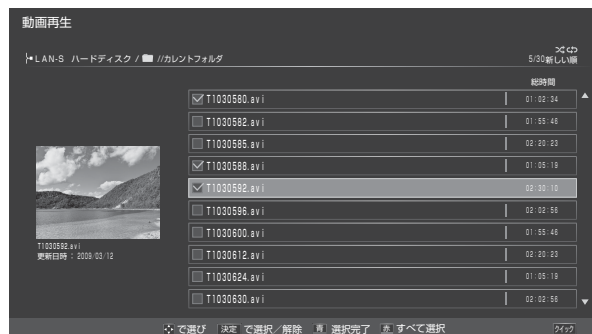 動画再生
LAN-S ハードディスク / //カレントフォルダ
5/30新しい順
総時間
T1030580.avi 01:02:34
T1030582.avi 01:55:46
T1030585.avi 02:20:23
T1030588.avi 01:05:19
T1030592.avi 02:30:10
T1030596.avi 02:02:56
T1030600.avi 01:55:46
T1030612.avi 02:20:23
T1030624.avi 01:05:19
T1030630.avi 02:02:56
T1030592.avi
更新日時 : 2009/03/12
で選び 決定 で選択/解除 青 選択完了 赤 すべて選択 クイック